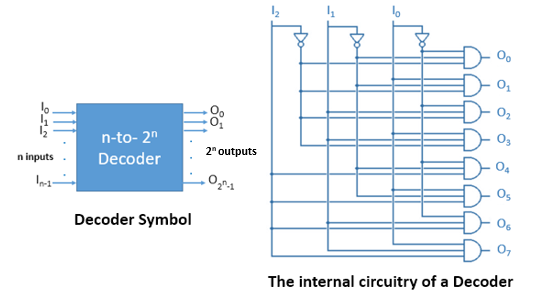 I₀
I₁
I₂
n inputs
Iₙ₋₁
n-to- 2ⁿ
Decoder
O₀
O₁
2ⁿ outputs
O₂ⁿ₋₁
Decoder Symbol
I₂ I₁ I₀
O₀
O₁
O₂
O₃
O₄
O₅
O₆
O₇
The internal circuitry of a Decoder